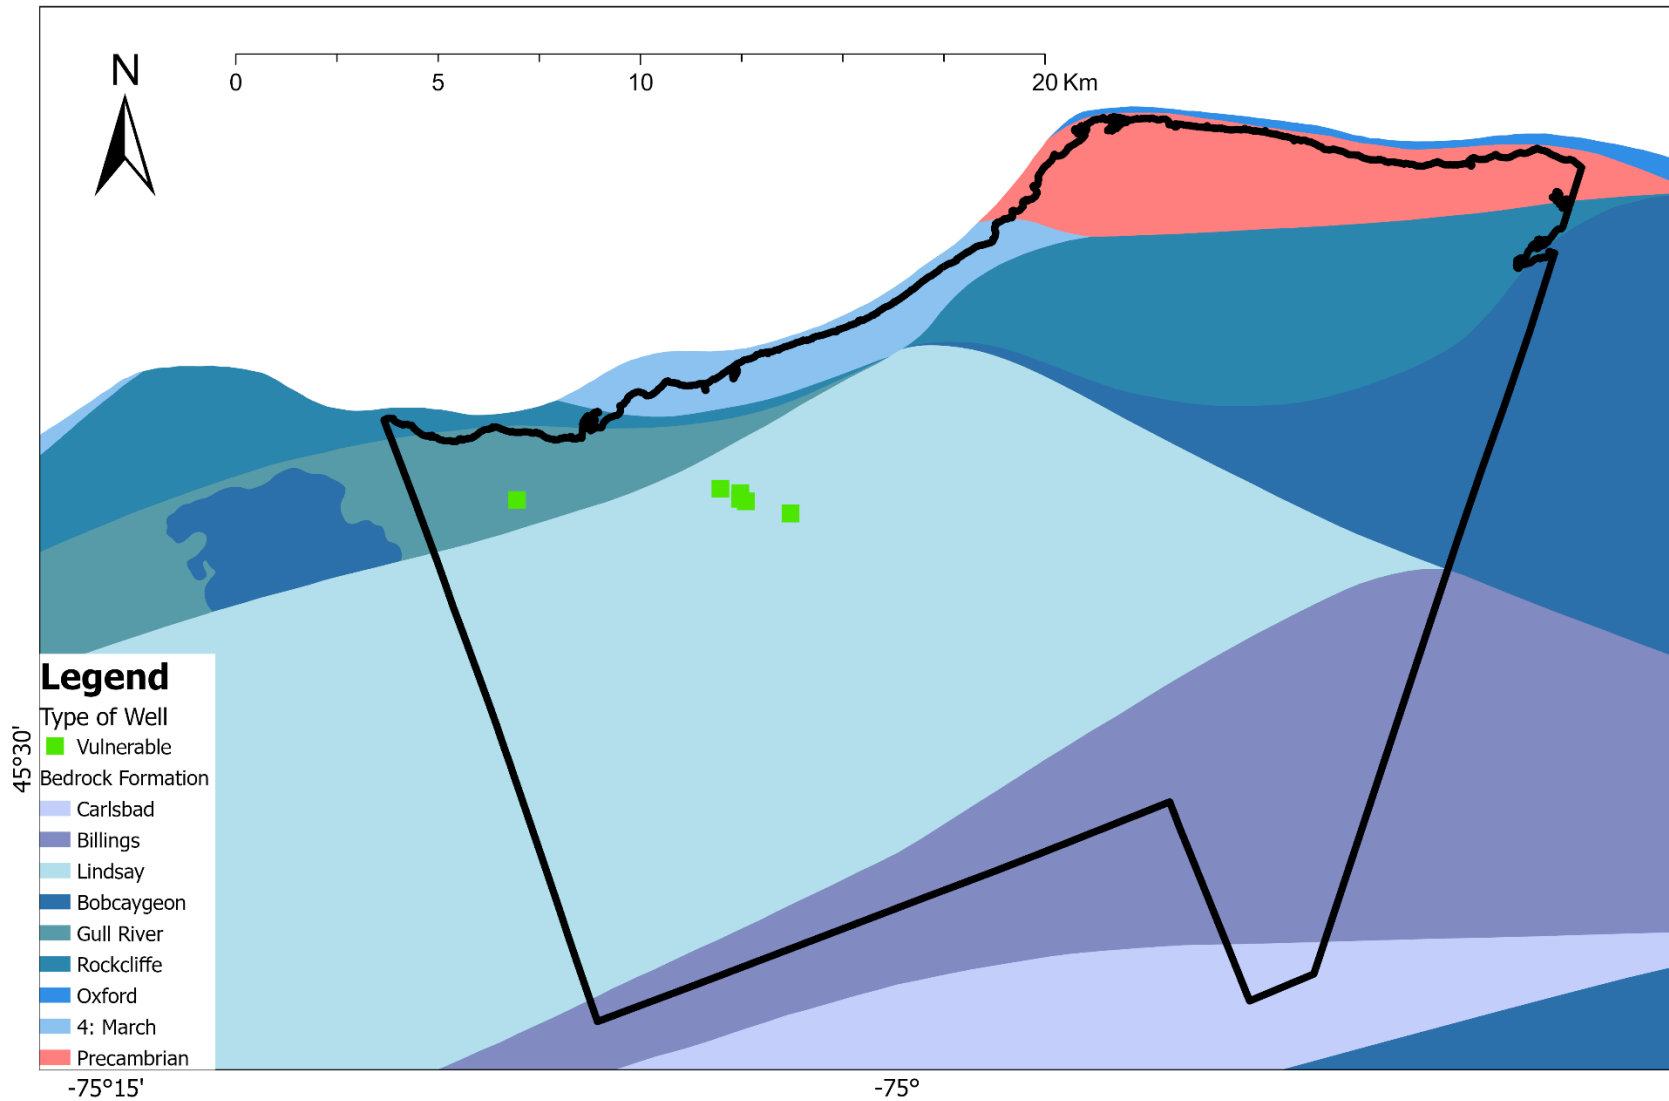 N
0 5 10 20 Km
Legend
Type of Well
Vulnerable
Bedrock Formation
Carlsbad
Billings
Lindsay
Bobcaygeon
Gull River
Rockcliffe
Oxford
4: March
Precambrian
45°30'
-75°15' -75°